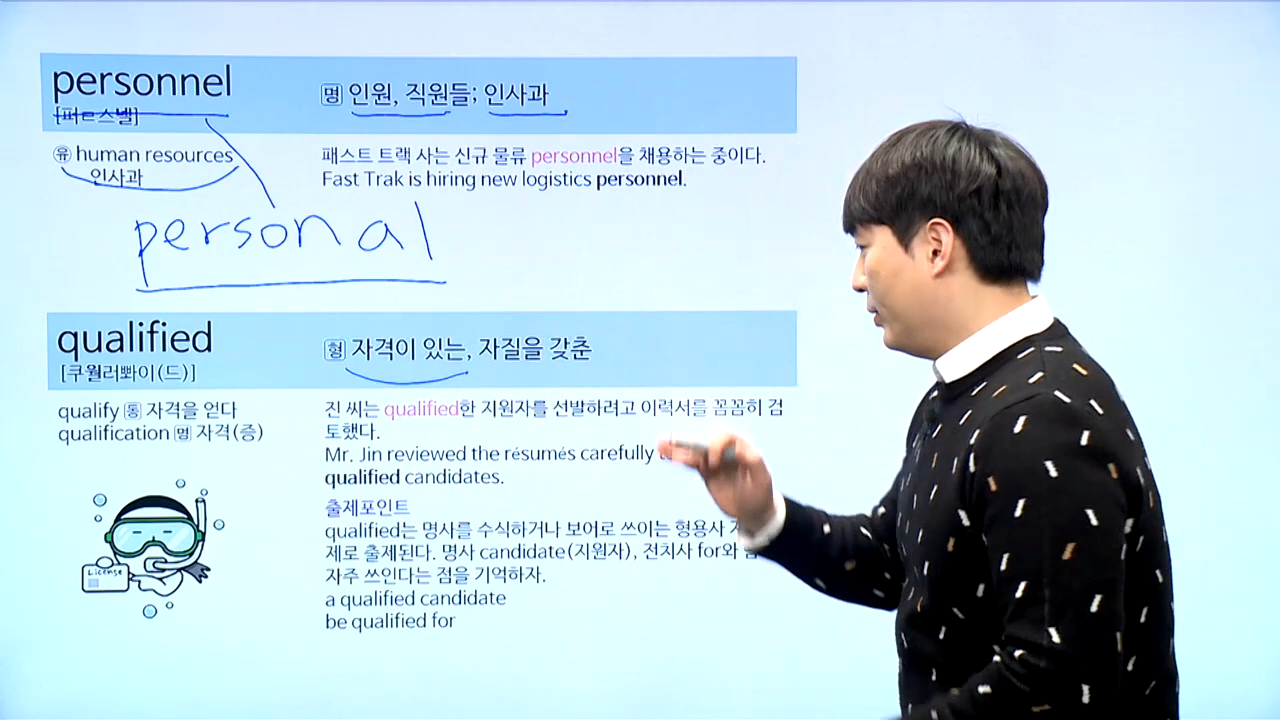 personnel
[퍼ㄹ스넬]
명 인원, 직원들; 인사과
유 human resources
인사과
패스트 트랙 사는 신규 물류 personnel을 채용하는 중이다.
Fast Trak is hiring new logistics personnel.
personal
qualified
[쿠월러뽜이(드)]
형 자격이 있는, 자질을 갖춘
qualify 통 자격을 얻다
qualification 명 자격(증)
License
진 씨는 qualified한 지원자를 선발하려고 이력서를 꼼꼼히 검
토했다.
Mr. Jin reviewed the résumés carefully
qualified candidates.
출제포인트
qualified는 명사를 수식하거나 보어로 쓰이는 형용사
제로 출제된다. 명사 candidate(지원자), 전치사 for와
자주 쓰인다는 점을 기억하자.
a qualified candidate
be qualified for